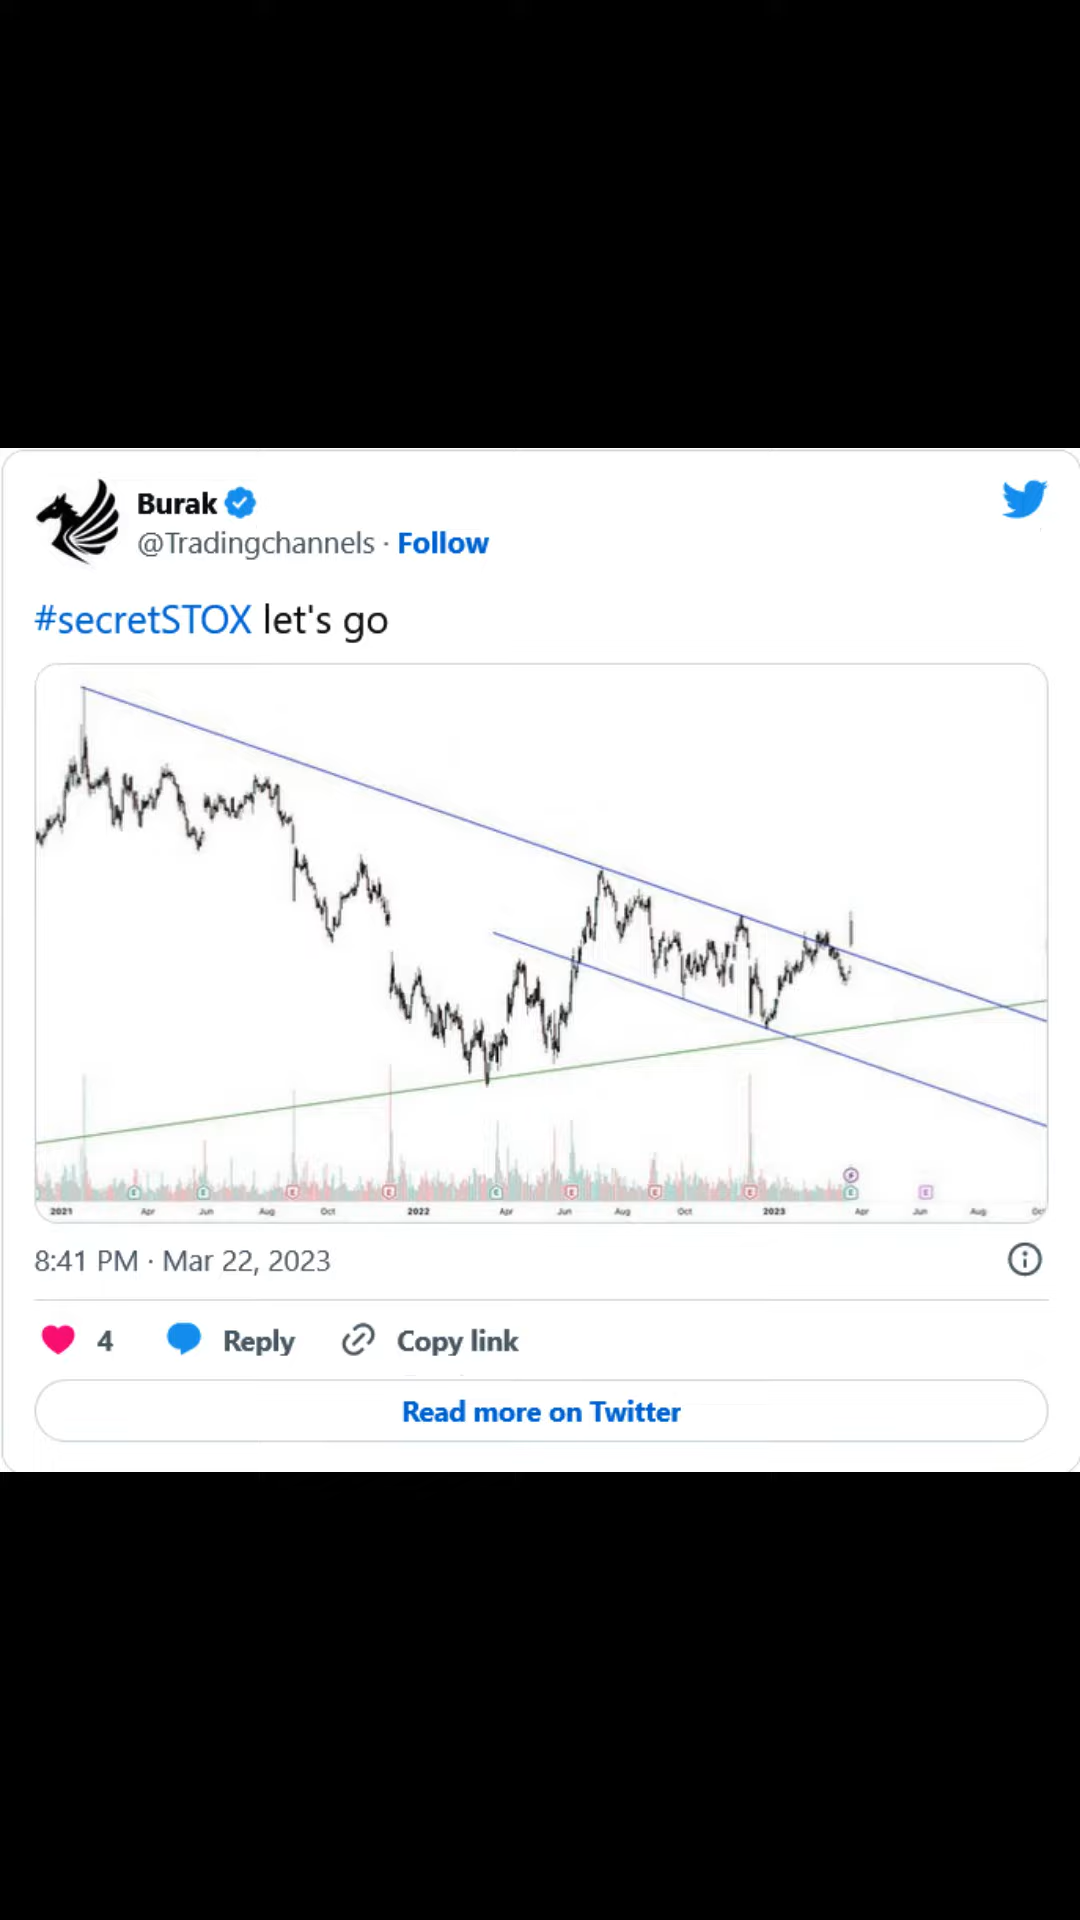 Burak
@Tradingchannels · Follow
#secretSTOX let's go
2021 Apr Jun Aug Oct 2022 Apr Jun Aug Oct 2023 Apr Jun Aug Oct
8:41 PM · Mar 22, 2023
4 Reply Copy link
Read more on Twitter